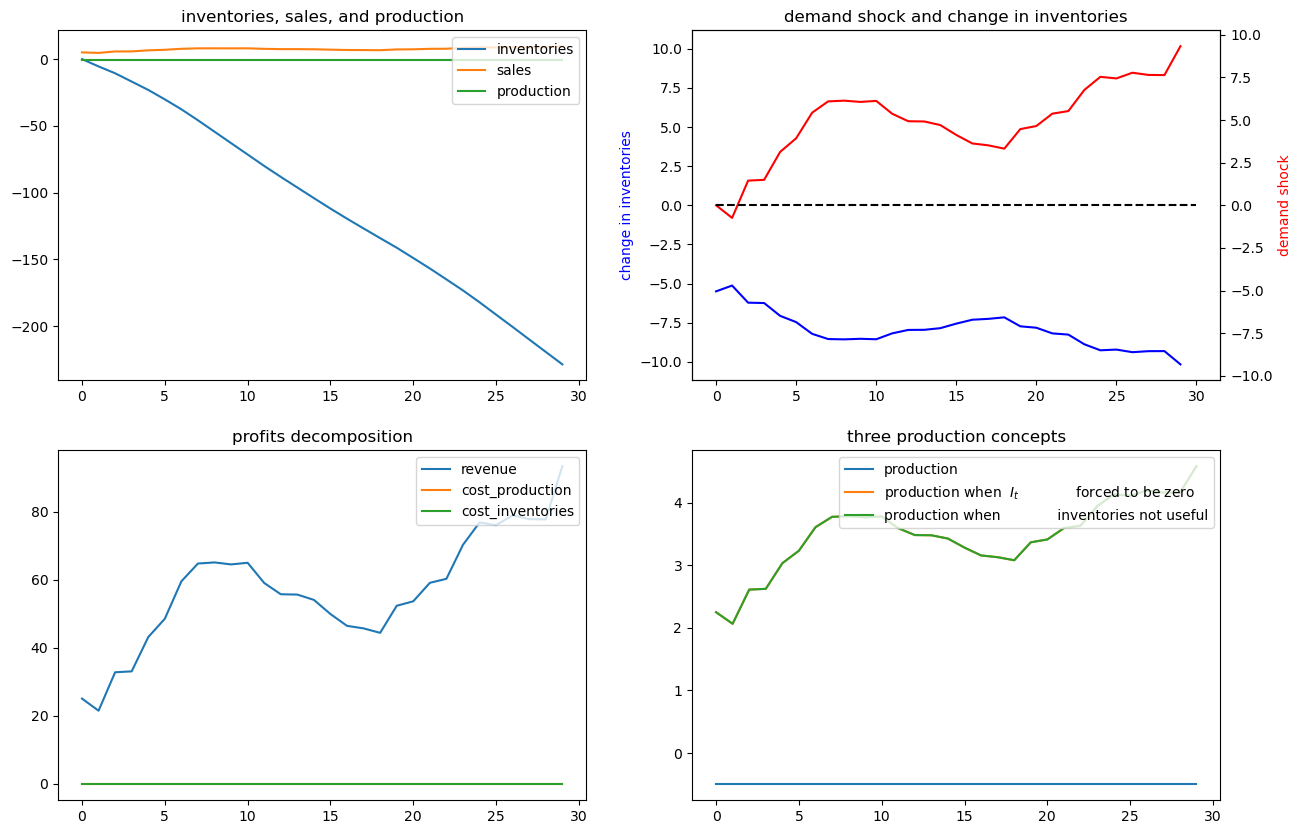 inventories, sales, and production
inventories
sales
production
0
−50
−100
−150
−200
0 5 10 15 20 25 30
demand shock and change in inventories
change in inventories
10.0
7.5
5.0
2.5
0.0
−2.5
−5.0
−7.5
−10.0
10.0
7.5
5.0
2.5
0.0
−2.5
−5.0
−7.5
−10.0
demand shock
0 5 10 15 20 25 30
profits decomposition
revenue
cost_production
cost_inventories
80
60
40
20
0
0 5 10 15 20 25 30
three production concepts
production
production when I_t forced to be zero
production when inventories not useful
4
3
2
1
0
0 5 10 15 20 25 30